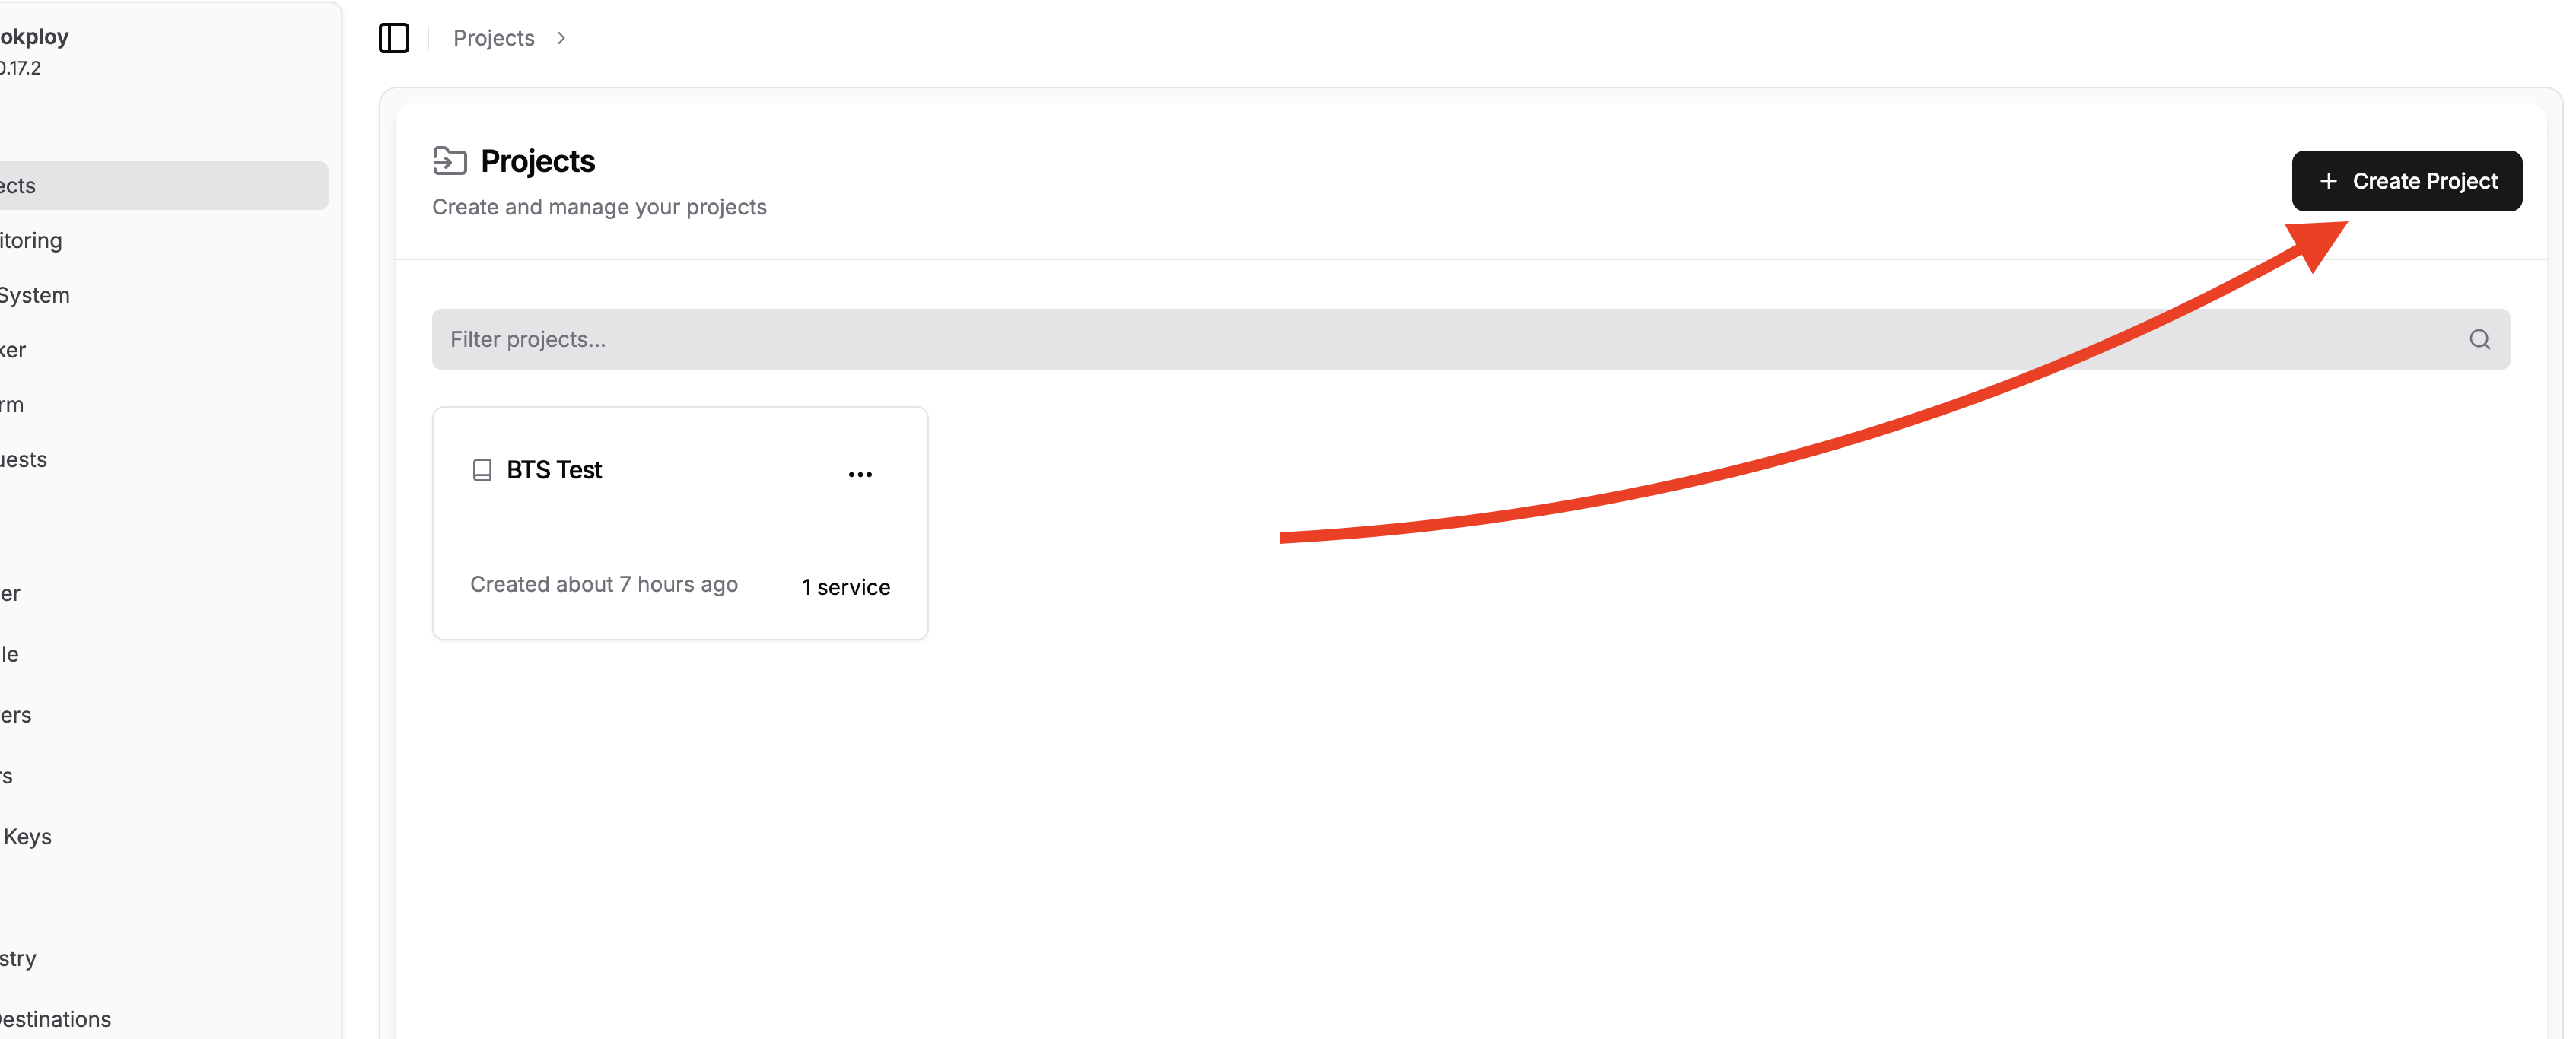 okploy
0.17.2
Projects
ects
itoring
System
ker
rm
uests
er
le
ers
rs
Keys
stry
estinations
Projects
Create and manage your projects
Create Project
Filter projects...
BTS Test
...
Created about 7 hours ago
1 service